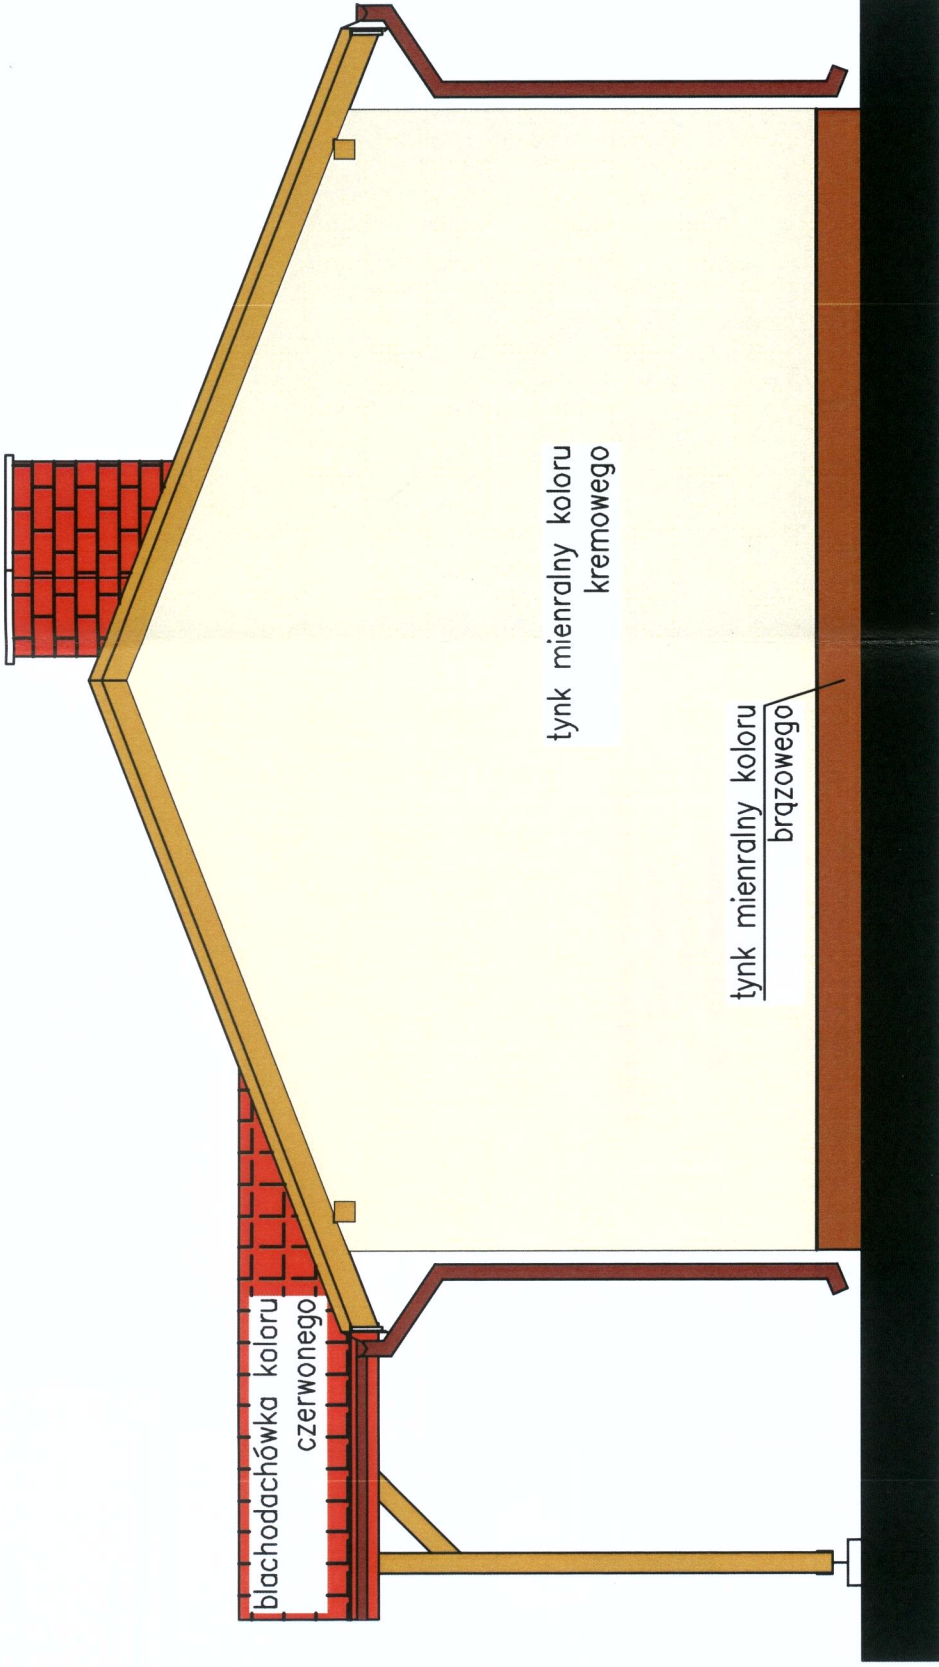 blachodachówka koloru
czerwonego
tynk mienralny koloru
kremowego
tynk mienralny koloru
brązowego